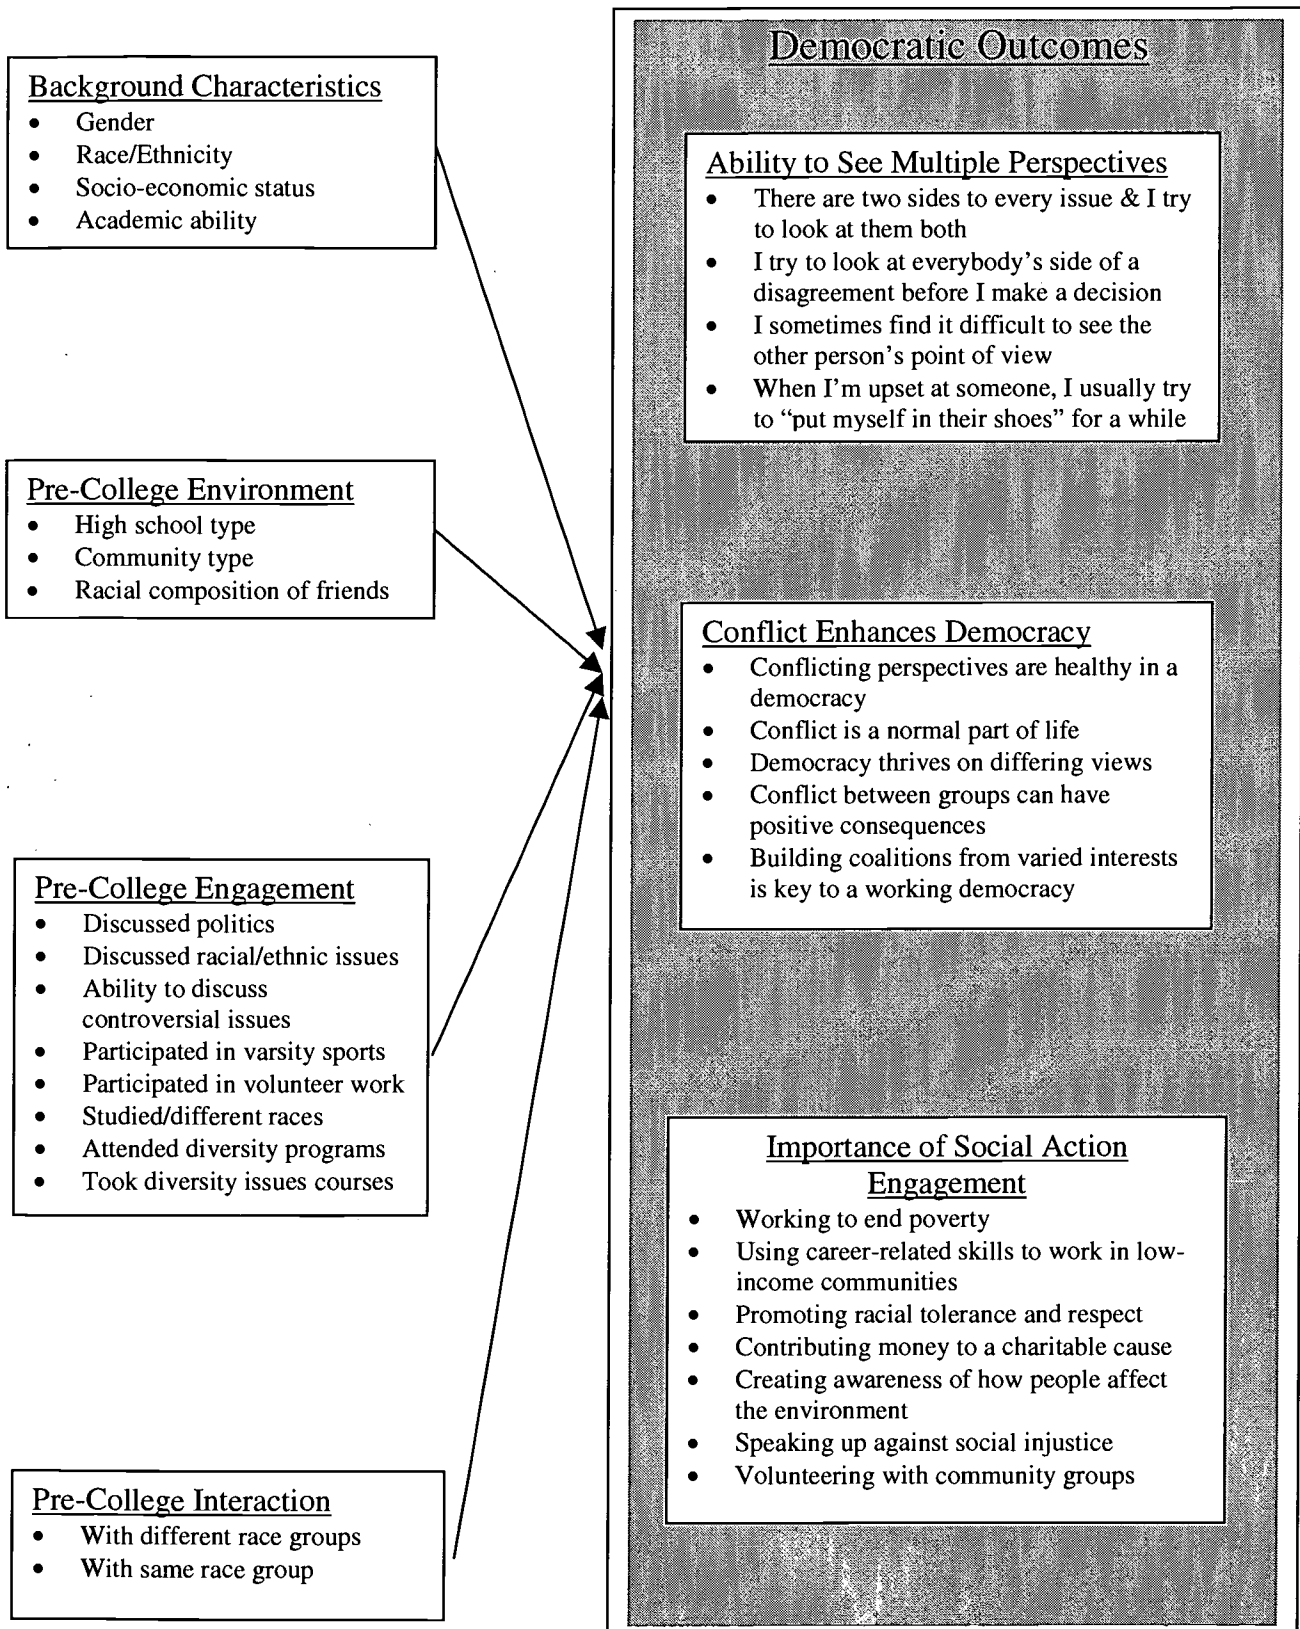 Background Characteristics
• Gender
• Race/Ethnicity
• Socio-economic status
• Academic ability
Pre-College Environment
• High school type
• Community type
• Racial composition of friends
Pre-College Engagement
• Discussed politics
• Discussed racial/ethnic issues
• Ability to discuss
controversial issues
• Participated in varsity sports
• Participated in volunteer work
• Studied/different races
• Attended diversity programs
• Took diversity issues courses
Pre-College Interaction
• With different race groups
• With same race group
Democratic Outcomes
Ability to See Multiple Perspectives
• There are two sides to every issue & I try
to look at them both
• I try to look at everybody’s side of a
disagreement before I make a decision
• I sometimes find it difficult to see the
other person’s point of view
• When I’m upset at someone, I usually try
to “put myself in their shoes” for a while
Conflict Enhances Democracy
• Conflicting perspectives are healthy in a
democracy
• Conflict is a normal part of life
• Democracy thrives on differing views
• Conflict between groups can have
positive consequences
• Building coalitions from varied interests
is key to a working democracy
Importance of Social Action
Engagement
• Working to end poverty
• Using career-related skills to work in low-
income communities
• Promoting racial tolerance and respect
• Contributing money to a charitable cause
• Creating awareness of how people affect
the environment
• Speaking up against social injustice
• Volunteering with community groups